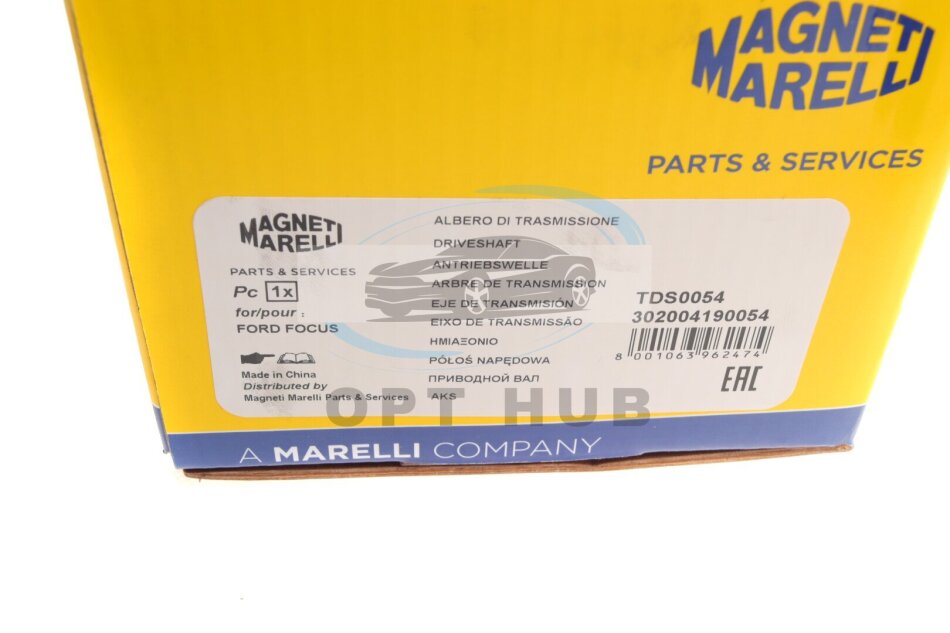 MAGNETI
MARELLI
PARTS & SERVICES
MAGNETI
MARELLI
PARTS & SERVICES
Pc 1x
for/pour :
FORD FOCUS
Made in China
Distributed by
Magneti Marelli Parts & Services
ALBERO DI TRASMISSIONE
DRIVESHAFT
ANTRIEBSWELLE
ARBRE DE TRANSMISSION
EJE DE TRANSMISIÓN
EIXO DE TRANSMISSÃO
ΗΜΙΑΞΟΝΙΟ
PÓŁOŚ NAPĘDOWA
ПРИВОДНОЙ ВАЛ
AKS
TDS0054
302004190054
8 001063 962474
EAC
OPT HUB
A MARELLI COMPANY